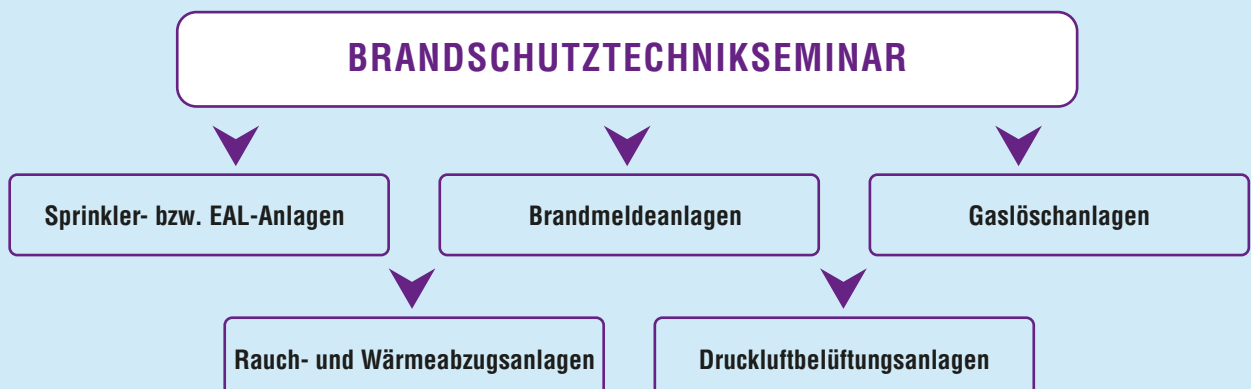 BRANDSCHUTZTECHNIKSEMINAR
Sprinkler- bzw. EAL-Anlagen
Brandmeldeanlagen
Gaslöschanlagen
Rauch- und Wärmeabzugsanlagen
Druckluftbelüftungsanlagen